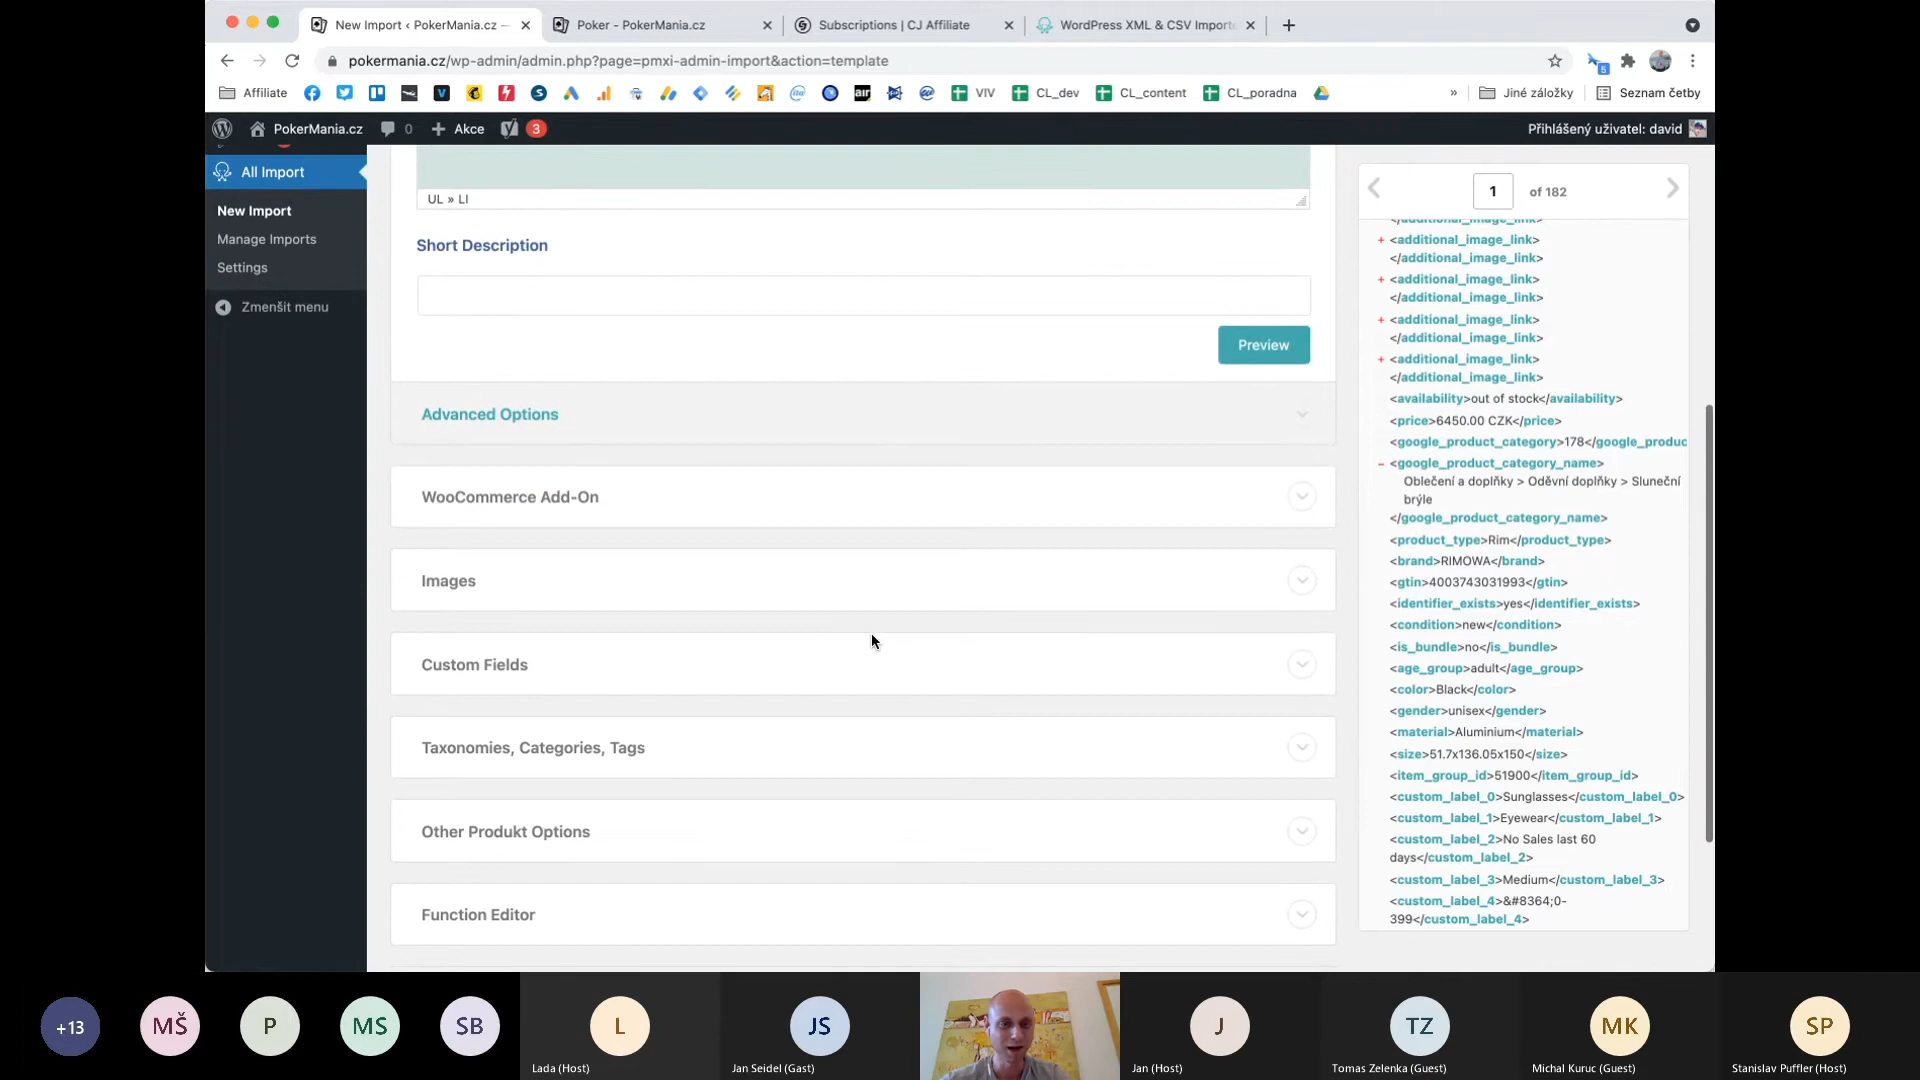 New Import ‹ PokerMania.cz —
Poker - PokerMania.cz
Subscriptions | CJ Affiliate
WordPress XML & CSV Importe
pokermania.cz/wp-admin/admin.php?page=pmxi-admin-import&action=template
5
Affiliate
VIV
CL_dev
CL_content
CL_poradna
»
Jiné záložky
Seznam četby
PokerMania.cz
0
Akce
3
Přihlášený uživatel: david
All Import
New Import
Manage Imports
Settings
Zmenšit menu
UL » LI
Short Description
Preview
Advanced Options
WooCommerce Add-On
Images
Custom Fields
Taxonomies, Categories, Tags
Other Produkt Options
Function Editor
1 of 182
</additional_image_link>
+ <additional_image_link>
</additional_image_link>
+ <additional_image_link>
</additional_image_link>
+ <additional_image_link>
</additional_image_link>
+ <additional_image_link>
</additional_image_link>
<availability>out of stock</availability>
<price>6450.00 CZK</price>
<google_product_category>178</google_produc
− <google_product_category_name>
Oblečení a doplňky > Oděvní doplňky > Sluneční
brýle
</google_product_category_name>
<product_type>Rim</product_type>
<brand>RIMOWA</brand>
<gtin>4003743031993</gtin>
<identifier_exists>yes</identifier_exists>
<condition>new</condition>
<is_bundle>no</is_bundle>
<age_group>adult</age_group>
<color>Black</color>
<gender>unisex</gender>
<material>Aluminium</material>
<size>51.7x136.05x150</size>
<item_group_id>51900</item_group_id>
<custom_label_0>Sunglasses</custom_label_0>
<custom_label_1>Eyewear</custom_label_1>
<custom_label_2>No Sales last 60
days</custom_label_2>
<custom_label_3>Medium</custom_label_3>
<custom_label_4>&#8364;0-
399</custom_label_4>
+13
MŠ
P
MS
SB
L
Lada (Host)
JS
Jan Seidel (Gast)
J
Jan (Host)
TZ
Tomas Zelenka (Guest)
MK
Michal Kuruc (Guest)
SP
Stanislav Puffler (Host)